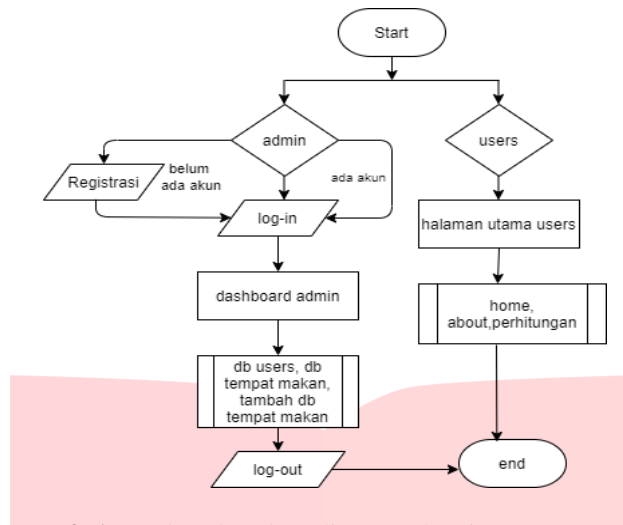 Start
admin
users
Registrasi
belum
ada akun
ada akun
log-in
halaman utama users
dashboard admin
home,
about,perhitungan
db users, db
tempat makan,
tambah db
tempat makan
log-out
end